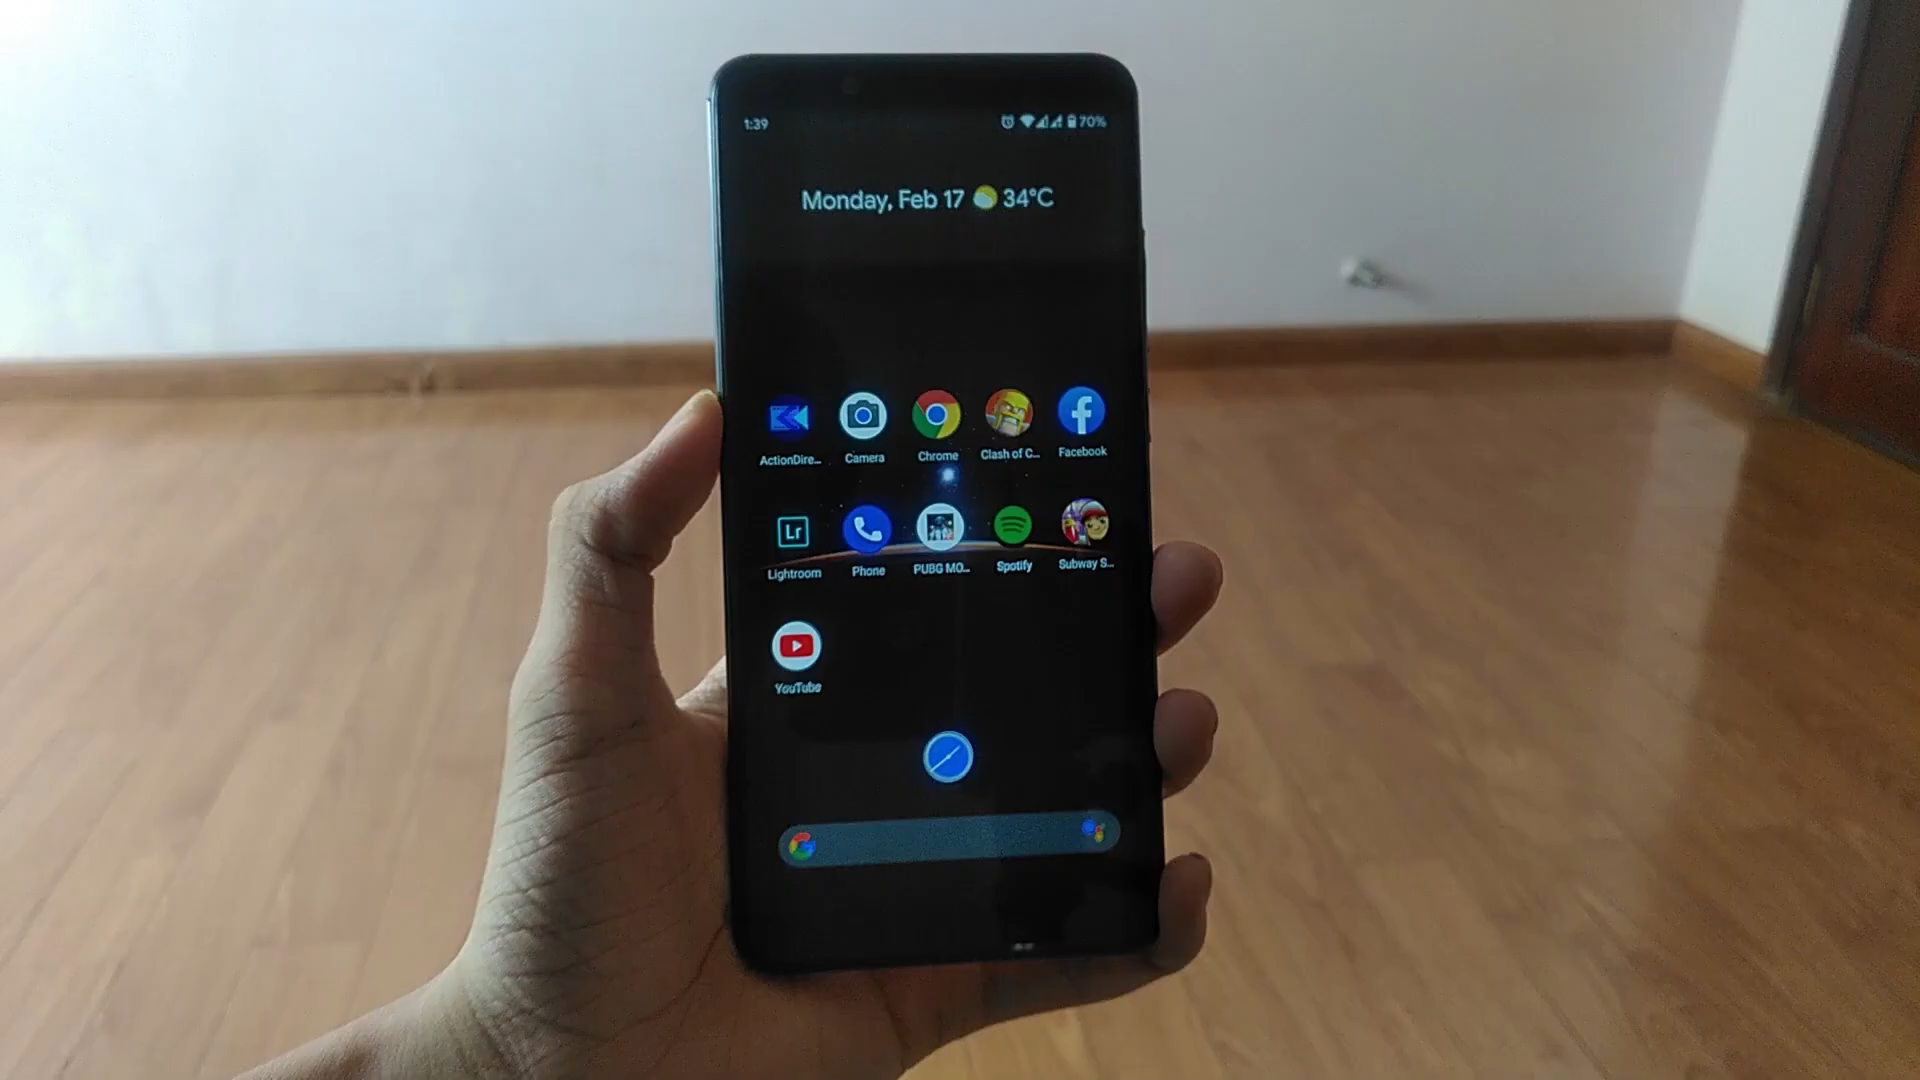 1:39 70%
Monday, Feb 17 34°C
ActionDire... Camera Chrome Clash of C... Facebook
Lr
Lightroom Phone PUBG MO... Spotify Subway S...
YouTube
G